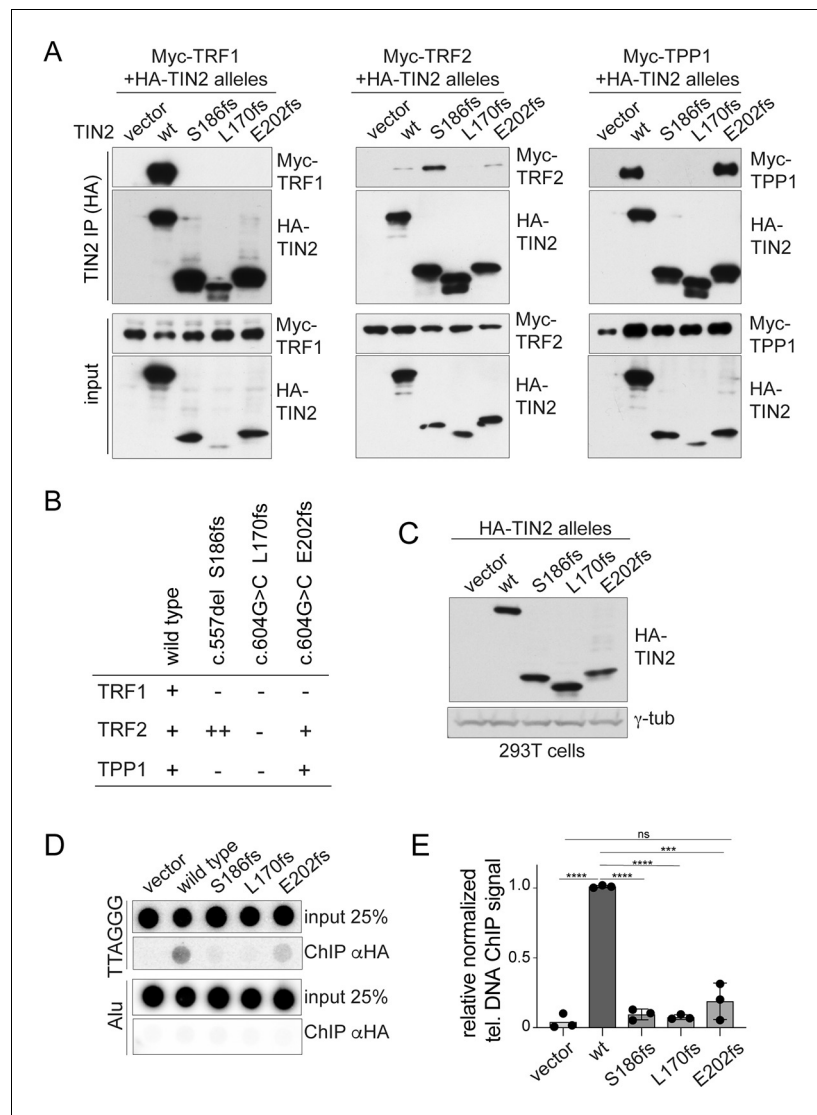 A
Myc-TRF1
+HA-TIN2 alleles
Myc-TRF2
+HA-TIN2 alleles
Myc-TPP1
+HA-TIN2 alleles
TIN2 vector wt S186fs L170fs E202fs
vector wt S186fs L170fs E202fs
vector wt S186fs L170fs E202fs
TIN2 IP (HA)
Myc-
TRF1
HA-
TIN2
Myc-
TRF2
HA-
TIN2
Myc-
TPP1
HA-
TIN2
input
Myc-
TRF1
HA-
TIN2
Myc-
TRF2
HA-
TIN2
Myc-
TPP1
HA-
TIN2
B
wild type
c.557del S186fs
c.604G>C L170fs
c.604G>C E202fs
TRF1 + - - -
TRF2 + ++ - +
TPP1 + - - +
C
HA-TIN2 alleles
vector wt S186fs L170fs E202fs
HA-
TIN2
γ-tub
293T cells
D
vector wild type S186fs L170fs E202fs
TTAGGG
input 25%
ChIP αHA
Alu
input 25%
ChIP αHA
E
ns
***
****
**** ****
relative normalized
tel. DNA ChIP signal
1.0
0.5
0
vector wt S186fs L170fs E202fs